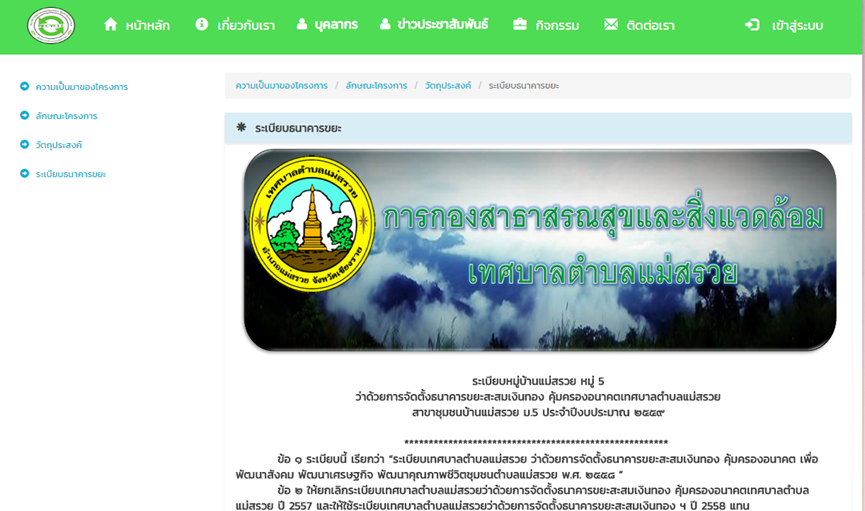 หน้าหลัก เกี่ยวกับเรา บุคลากร ข่าวประชาสัมพันธ์ กิจกรรม ติดต่อเรา เข้าสู่ระบบ
ความเป็นมาของโครงการ
ลักษณะโครงการ
วัตถุประสงค์
ระเบียบธนาคารขยะ
ความเป็นมาของโครงการ / ลักษณะโครงการ / วัตถุประสงค์ / ระเบียบธนาคารขยะ
ระเบียบธนาคารขยะ
เทศบาลตำบลแม่สรวย
อำเภอแม่สรวย จังหวัดเชียงราย
การกองสาธาสรณสุขและสิ่งแวดล้อม
เทศบาลตำบลแม่สรวย
ระเบียบหมู่บ้านแม่สรวย หมู่ 5
ว่าด้วยการจัดตั้งธนาคารขยะสะสมเงินทอง คุ้มครองอนาคตเทศบาลตำบลแม่สรวย
สาขาชุมชนบ้านแม่สรวย ม.5 ประจำปีงบประมาณ ๒๕๕๙
*******************************************************
ข้อ ๑ ระเบียบนี้ เรียกว่า “ระเบียบเทศบาลตำบลแม่สรวย ว่าด้วยการจัดตั้งธนาคารขยะสะสมเงินทอง คุ้มครองอนาคต เพื่อ
พัฒนาสังคม พัฒนาเศรษฐกิจ พัฒนาคุณภาพชีวิตชุมชนตำบลแม่สรวย พ.ศ. ๒๕๕๘ ”
ข้อ ๒ ให้ยกเลิกระเบียบเทศบาลตำบลแม่สรวยว่าด้วยการจัดตั้งธนาคารขยะสะสมเงินทอง คุ้มครองอนาคตเทศบาลตำบล
แม่สรวย ปี 2557 และให้ใช้ระเบียบเทศบาลตำบลแม่สรวยว่าด้วยการจัดตั้งธนาคารขยะสะสมเงินทอง ฯ ปี 2558 แทน